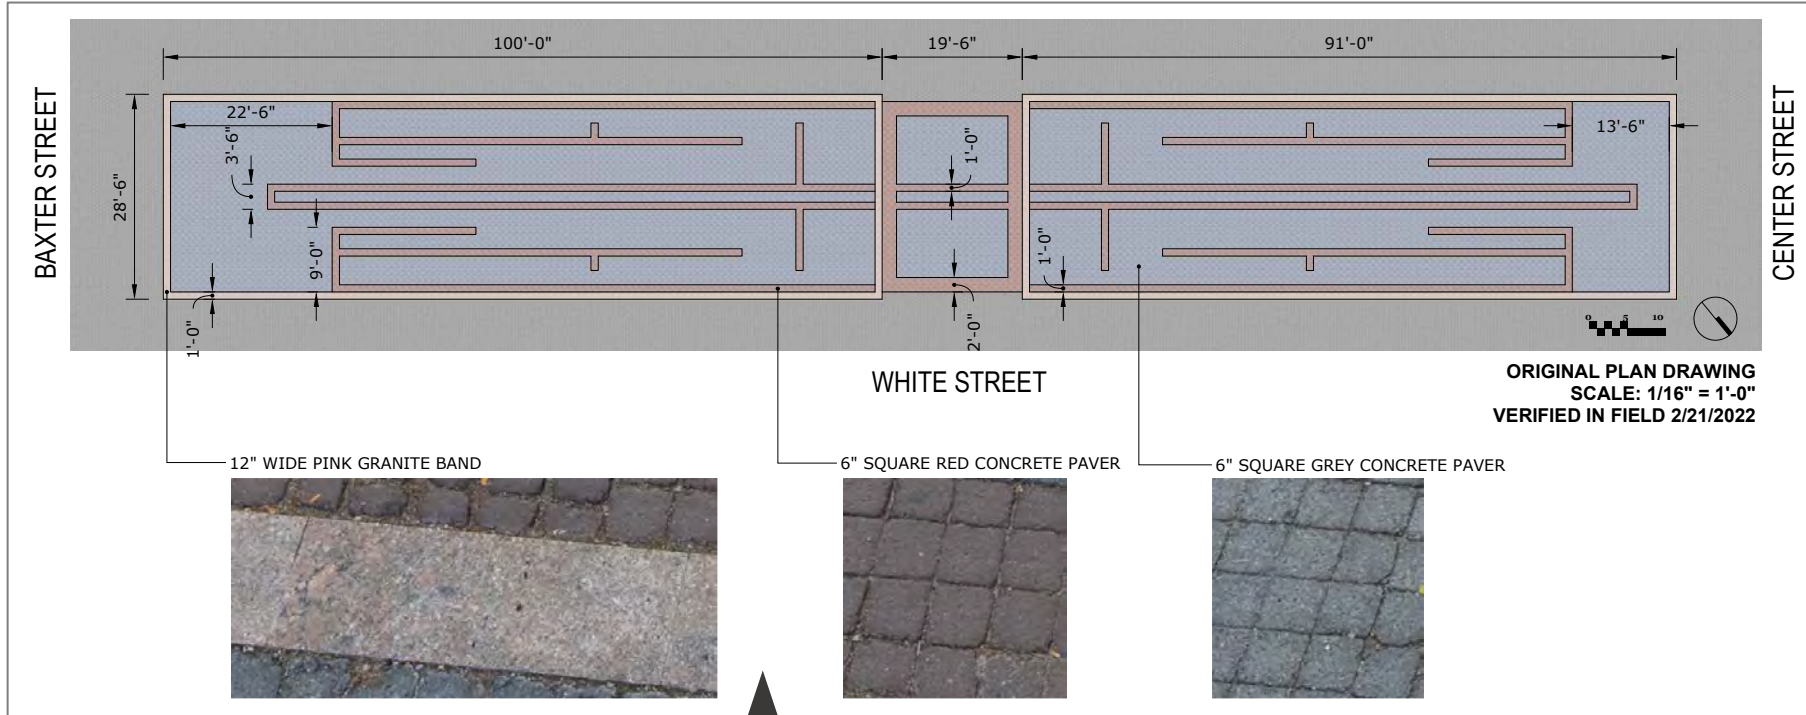 100'-0"
19'-6"
91'-0"
BAXTER STREET
28'-6"
22'-6"
3'-6"
9'-0"
1'-0"
1'-0"
2'-0"
1'-0"
13'-6"
CENTER STREET
0 5 10
WHITE STREET
ORIGINAL PLAN DRAWING
SCALE: 1/16" = 1'-0"
VERIFIED IN FIELD 2/21/2022
12" WIDE PINK GRANITE BAND
6" SQUARE RED CONCRETE PAVER
6" SQUARE GREY CONCRETE PAVER